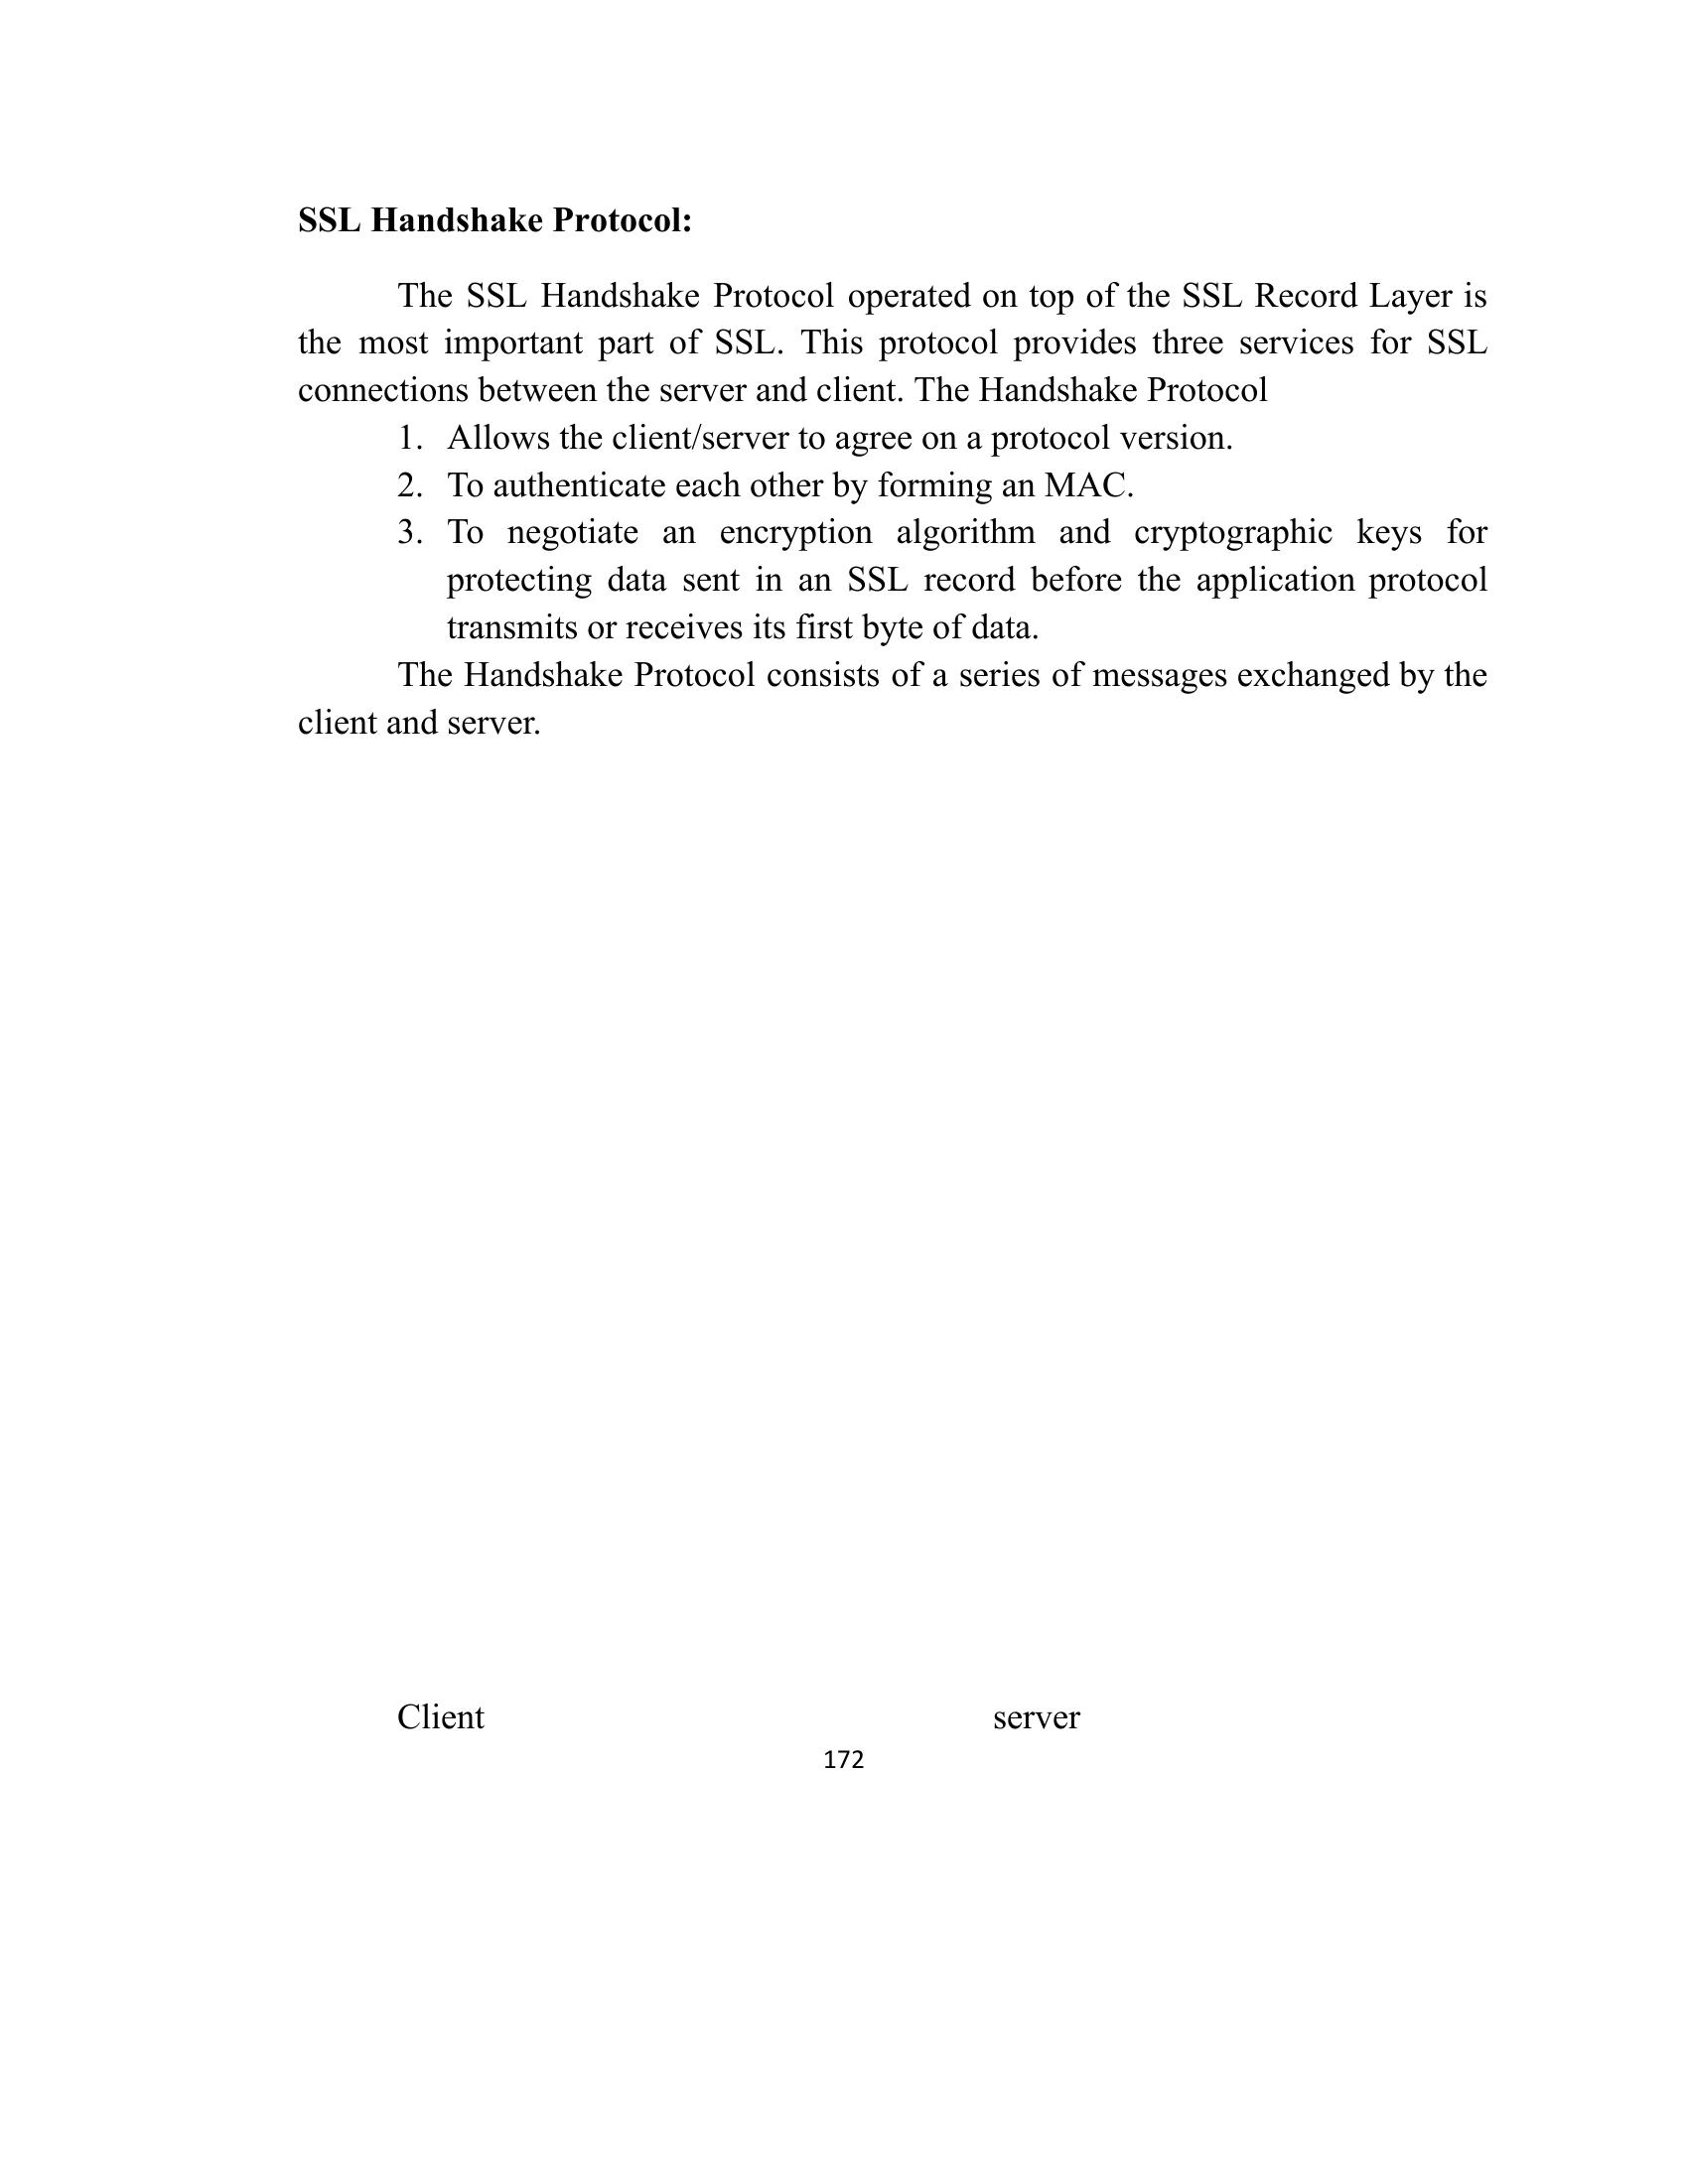 SSL Handshake Protocol:
The SSL Handshake Protocol operated on top of the SSL Record Layer is
the most important part of SSL. This protocol provides three services for SSL
connections between the server and client. The Handshake Protocol
1. Allows the client/server to agree on a protocol version.
2. To authenticate each other by forming an MAC.
3. To negotiate an encryption algorithm and cryptographic keys for
protecting data sent in an SSL record before the application protocol
transmits or receives its first byte of data.
The Handshake Protocol consists of a series of messages exchanged by the
client and server.
Client server
172